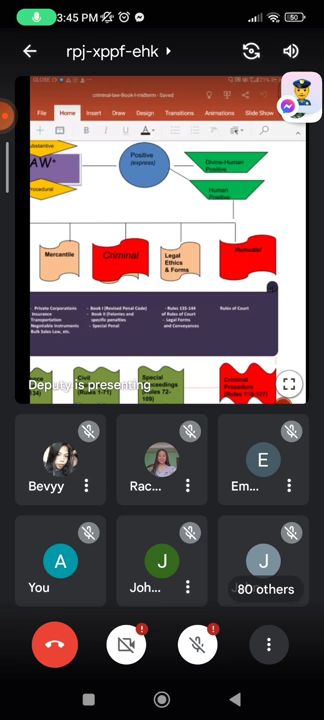 3:45 PM
50
rpj-xppf-ehk
criminal-law-Book-I-midterm - Saved
File Home Insert Draw Design Transitions Animations Slide Show
B I U A
Substantive
AW*
Procedural
Positive
(express)
Divine-Human
Positive
Human
Positive
Mercantile
Criminal
Legal
Ethics
& Forms
Remedial
Private Corporations
Insurance
Transportation
Negotiable Instruments
Bulk Sales Law, etc.
- Book I (Revised Penal Code)
- Book II (Felonies and
specific penalties
- Special Penal
- Rules 135-144
of Rules of Court
- Legal Forms
and Conveyances
Rules of Court
Civil
(Rules 1-71)
Special
Proceedings
(Rules 72-
109)
Criminal
Procedure
Deputy is presenting
Bevyy
Rac...
E
Em...
A
You
J
Joh...
J
80 others